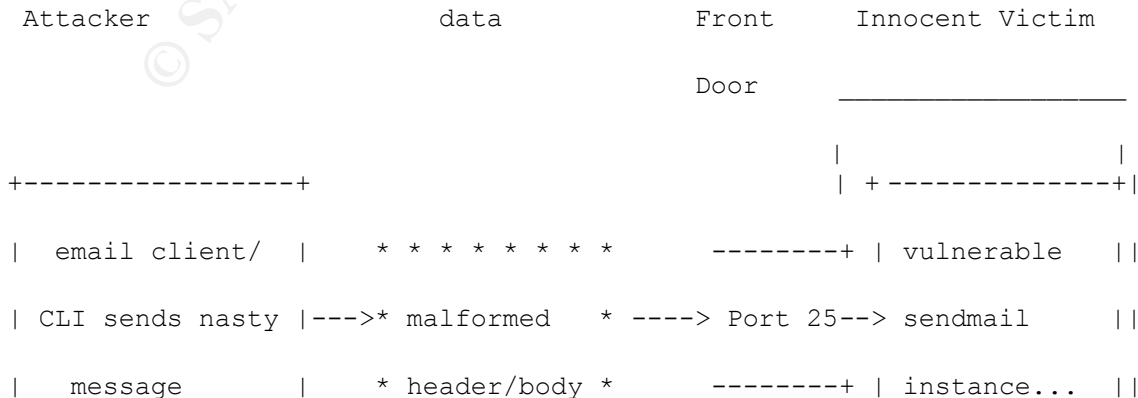 Attacker data Front Innocent Victim
Door __________________
| |
+-----------------+ | + --------------+|
| email client/ | * * * * * * * * --------+ | vulnerable ||
| CLI sends nasty |--->* malformed * ----> Port 25--> sendmail ||
| message | * header/body * --------+ | instance... ||